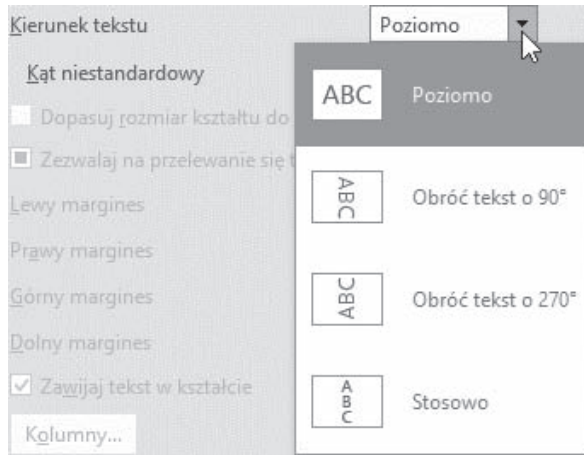 Kierunek tekstu Poziomo
Kąt niestandardowy
ABC Poziomo
Dopasuj rozmiar kształtu do
Zezwalaj na przelewanie się t
ABC Obróć tekst o 90°
Lewy margines
Prawy margines
Górny margines
ABC Obróć tekst o 270°
Dolny margines
Zawijaj tekst w kształcie
ABC Stosowo
Kolumny...